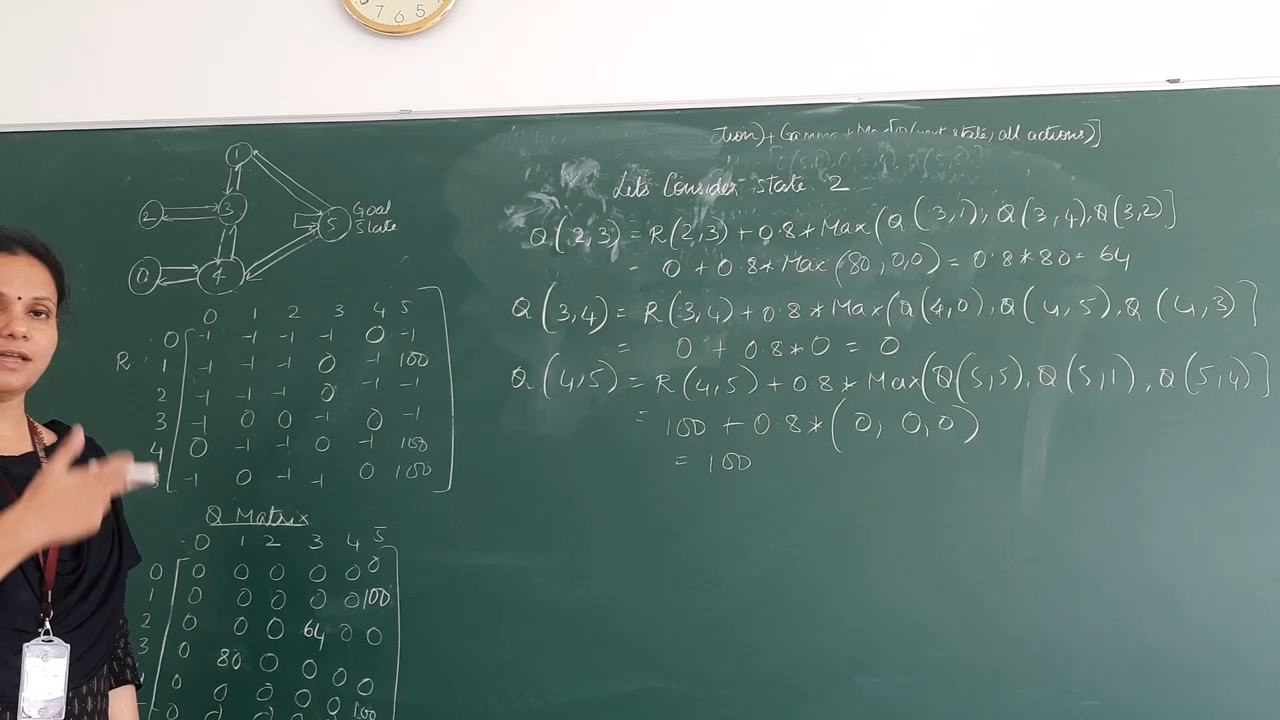 7 6 5
1
2 3 5 Goal State
0 4
0 1 2 3 4 5
R 0 -1 -1 -1 -1 0 -1
1 -1 -1 -1 0 -1 100
2 -1 -1 -1 0 -1 -1
3 -1 0 0 -1 0 -1
4 0 -1 -1 0 -1 100
-1 0 -1 -1 0 100
Q Matrix
0 1 2 3 4 5
0 0 0 0 0 0 0
1 0 0 0 0 0 100
2 0 0 0 64 0 0
3 0 80 0 0 0
0 0 0 0 0
0 0 100
+ Gamma * next state, all actions)]
Lets Consider state 2
Q(2,3) = R(2,3) + 0.8 * Max(Q(3,1), Q(3,4), Q(3,2)]
= 0 + 0.8 * Max(80, 0,0) = 0.8 * 80 = 64
Q(3,4) = R(3,4) + 0.8 * Max(Q(4,0), Q(4,5), Q(4,3)]
= 0 + 0.8 * 0 = 0
Q(4,5) = R(4,5) + 0.8 * Max(Q(5,5), Q(5,1), Q(5,4)]
= 100 + 0.8 * (0, 0,0)
= 100